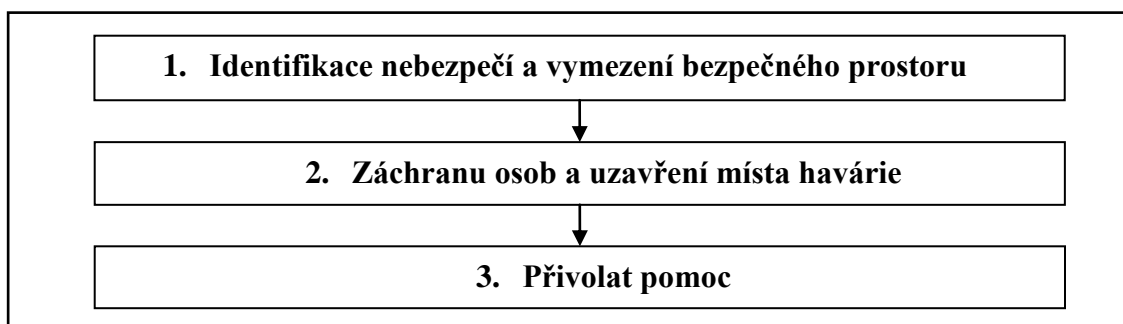 1. Identifikace nebezpečí a vymezení bezpečného prostoru
2. Záchranu osob a uzavření místa havárie
3. Přivolat pomoc